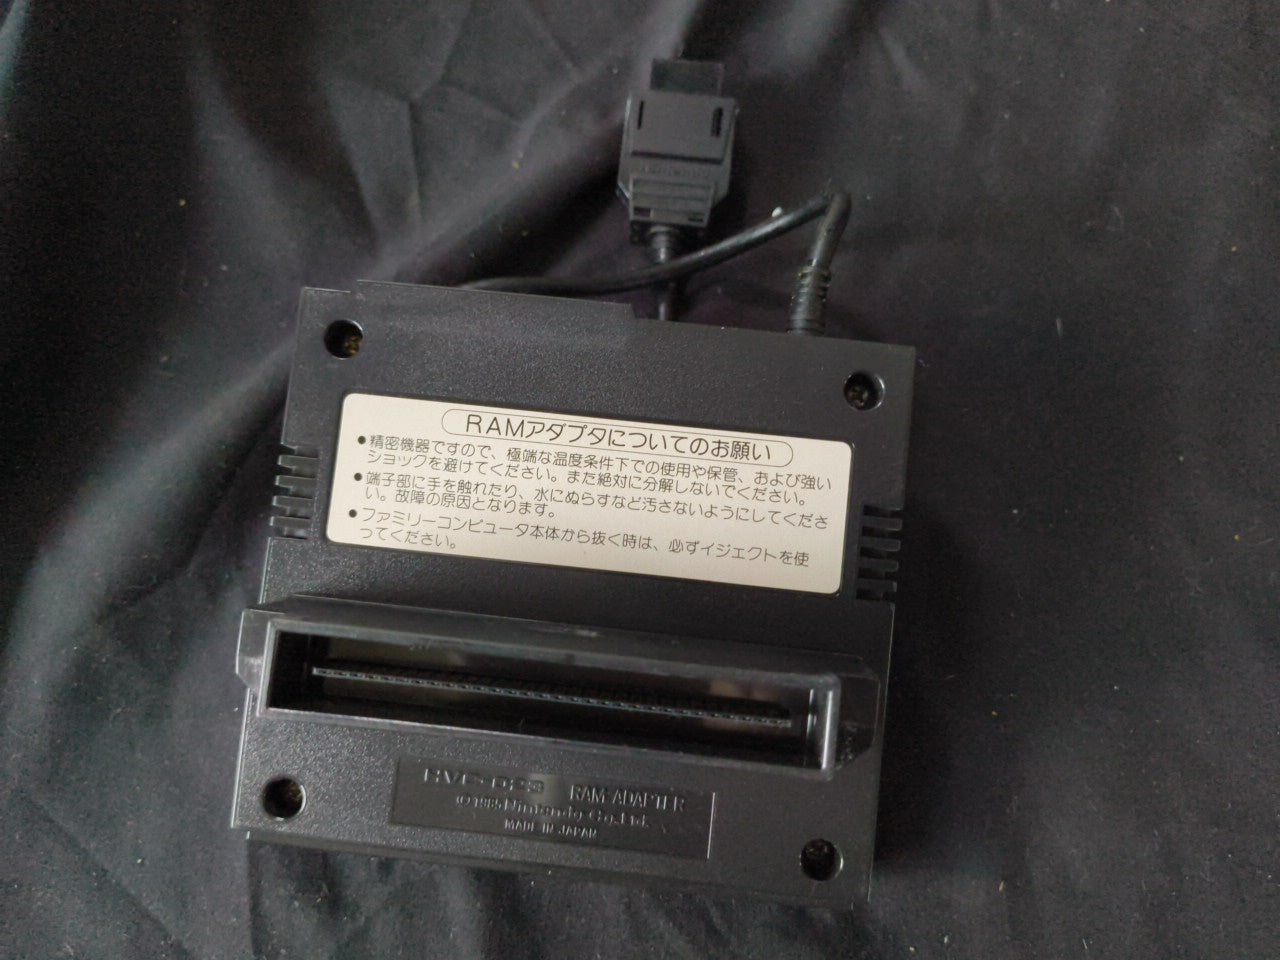 RAMアダプタについてのお願い
●精密機器ですので、極端な温度条件下での使用や保管、および強い
ショックを避けてください。また絶対に分解しないでください。
●端子部に手を触れたり、水にぬらすなど汚さないようにしてくださ
い。故障の原因となります。
●ファミリーコンピュータ本体から抜く時は、必ずイジェクトを使
ってください。
HVC-023 RAM ADAPTER
(C)1985 Nintendo Co.,Ltd.
MADE IN JAPAN